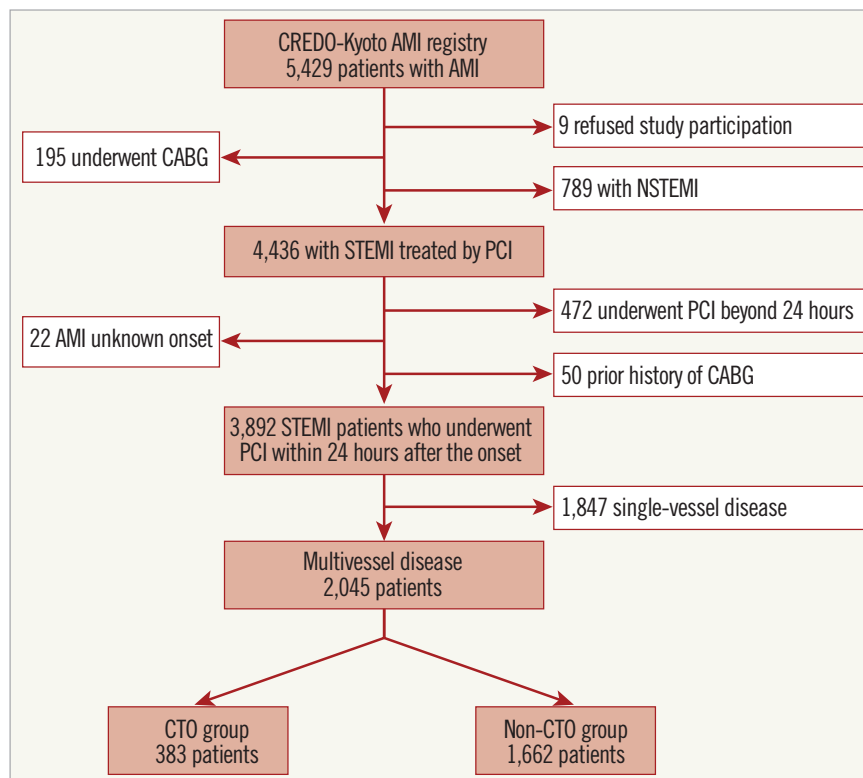 CREDO-Kyoto AMI registry
5,429 patients with AMI
9 refused study participation
195 underwent CABG
789 with NSTEMI
4,436 with STEMI treated by PCI
472 underwent PCI beyond 24 hours
22 AMI unknown onset
50 prior history of CABG
3,892 STEMI patients who underwent
PCI within 24 hours after the onset
1,847 single-vessel disease
Multivessel disease
2,045 patients
CTO group
383 patients
Non-CTO group
1,662 patients